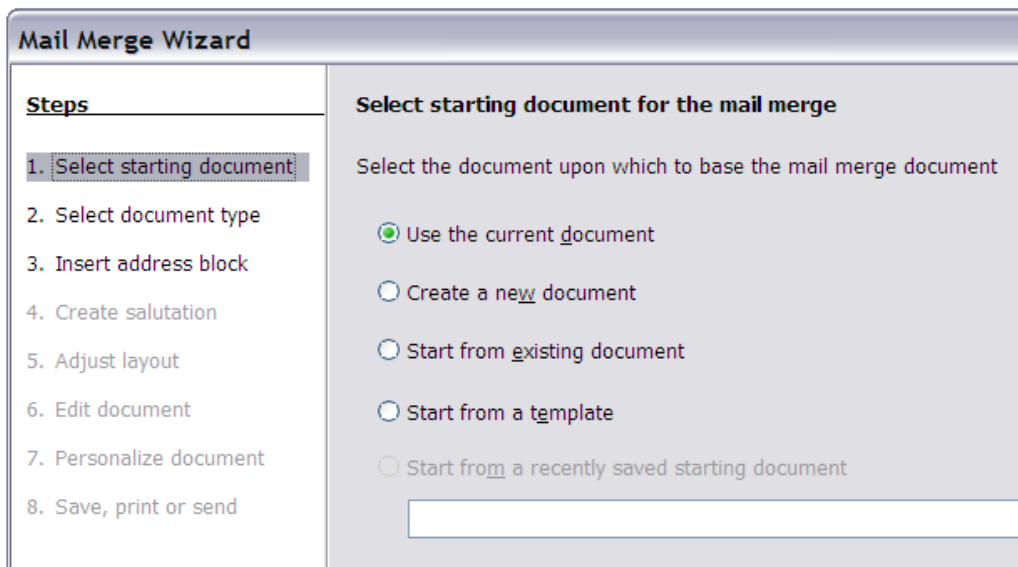 Mail Merge Wizard
Steps
1. Select starting document
2. Select document type
3. Insert address block
4. Create salutation
5. Adjust layout
6. Edit document
7. Personalize document
8. Save, print or send
Select starting document for the mail merge
Select the document upon which to base the mail merge document
Use the current document
Create a new document
Start from existing document
Start from a template
Start from a recently saved starting document